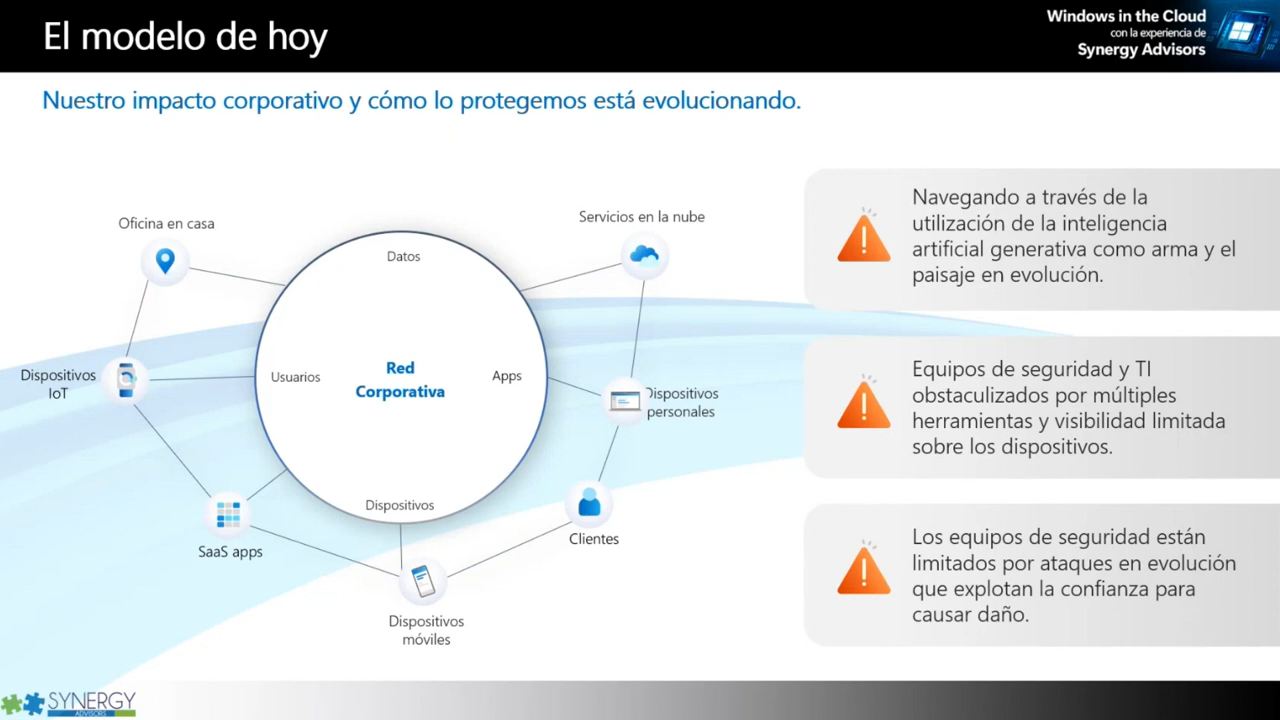 El modelo de hoy
Windows in the Cloud
con la experiencia de
Synergy Advisors
Nuestro impacto corporativo y cómo lo protegemos está evolucionando.
Oficina en casa
Servicios en la nube
Datos
Dispositivos
IoT
Usuarios
Red
Corporativa
Apps
Dispositivos
personales
Dispositivos
SaaS apps
Clientes
Dispositivos
móviles
Navegando a través de la
utilización de la inteligencia
artificial generativa como arma y el
paisaje en evolución.
Equipos de seguridad y TI
obstaculizados por múltiples
herramientas y visibilidad limitada
sobre los dispositivos.
Los equipos de seguridad están
limitados por ataques en evolución
que explotan la confianza para
causar daño.
SYNERGY
ADVISORS